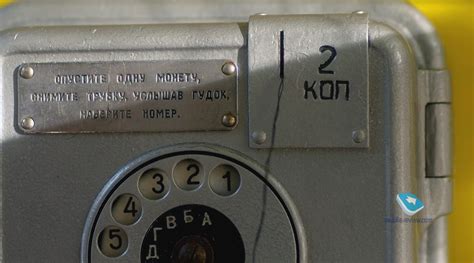 ОПУСТИТЕ ОДНУ МОНЕТУ,
СНИМИТЕ ТРУБКУ, УСЛЫШАВ ГУДОК,
НАБЕРИТЕ НОМЕР.
2
КОП
1
2
3
4
5
А
Б
В
Г
Д